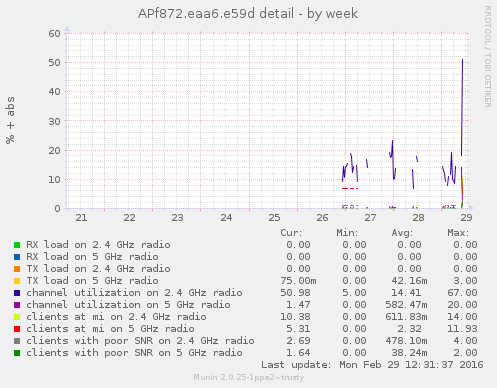 APf872.eaa6.e59d detail - by week
RRDTOOL / TOBI OETIKER
% + abs
60
50
40
30
20
10
0
21 22 23 24 25 26 27 28 29
Cur: Min: Avg: Max:
RX load on 2.4 GHz radio 0.00 0.00 0.00 0.00
RX load on 5 GHz radio 0.00 0.00 0.00 0.00
TX load on 2.4 GHz radio 0.00 0.00 0.00 0.00
TX load on 5 GHz radio 75.00m 0.00 42.16m 3.00
channel utilization on 2.4 GHz radio 50.98 5.00 14.41 67.00
channel utilization on 5 GHz radio 1.47 0.00 582.47m 20.00
clients at mi on 2.4 GHz radio 10.38 0.00 611.83m 14.00
clients at mi on 5 GHz radio 5.31 0.00 2.32 11.93
clients with poor SNR on 2.4 GHz radio 2.69 0.00 478.10m 4.00
clients with poor SNR on 5 GHz radio 1.64 0.00 38.24m 2.00
Last update: Mon Feb 29 12:31:37 2016
Munin 2.0.25-1ppa2~trusty